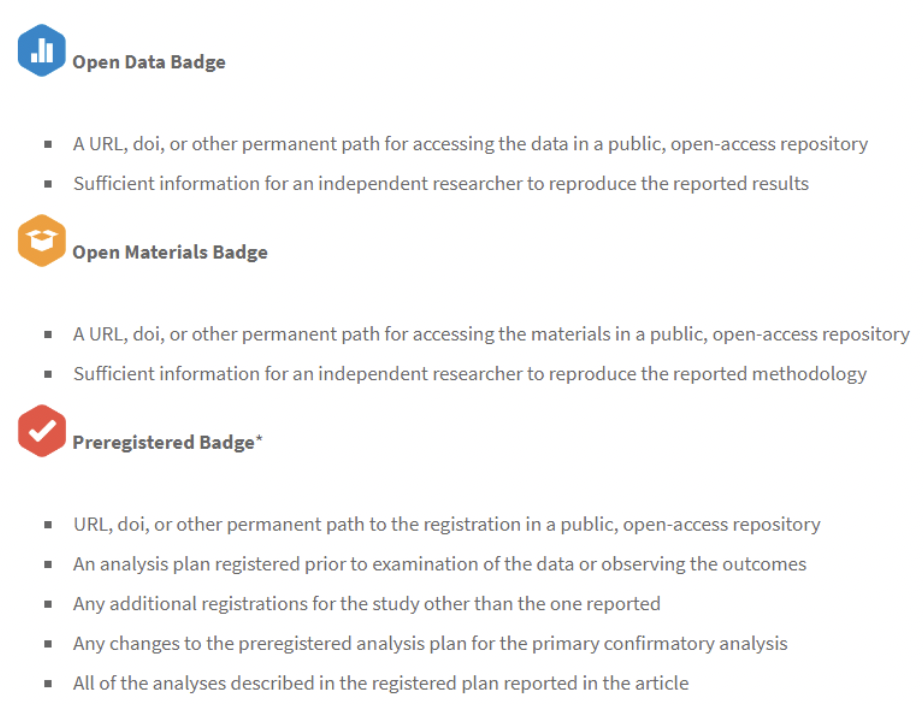 Open Data Badge
A URL, doi, or other permanent path for accessing the data in a public, open-access repository
Sufficient information for an independent researcher to reproduce the reported results
Open Materials Badge
A URL, doi, or other permanent path for accessing the materials in a public, open-access repository
Sufficient information for an independent researcher to reproduce the reported methodology
Preregistered Badge*
URL, doi, or other permanent path to the registration in a public, open-access repository
An analysis plan registered prior to examination of the data or observing the outcomes
Any additional registrations for the study other than the one reported
Any changes to the preregistered analysis plan for the primary confirmatory analysis
All of the analyses described in the registered plan reported in the article